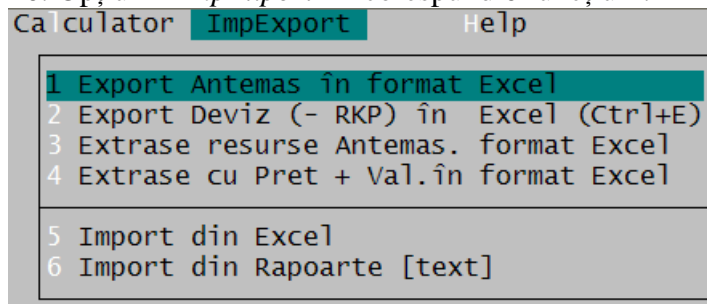 Calculator ImpExport Help
1 Export Antemas în format Excel
2 Export Deviz (- RKP) în Excel (Ctrl+E)
3 Extrase resurse Antemas. format Excel
4 Extrase cu Pret + Val.în format Excel
5 Import din Excel
6 Import din Rapoarte [text]